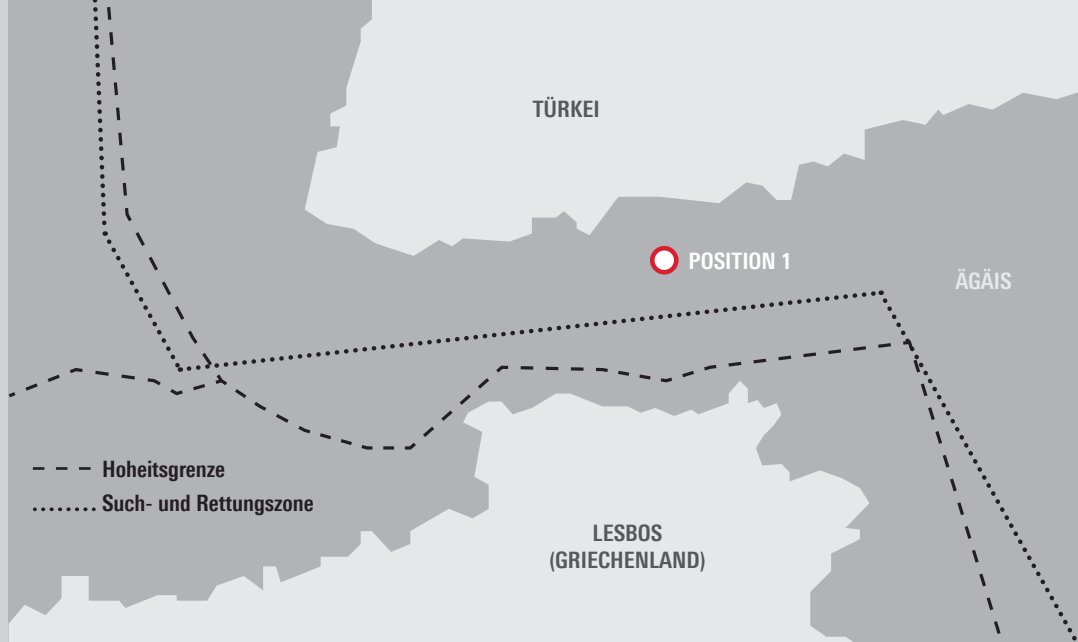 TÜRKEI
POSITION 1
ÄGÄIS
Hoheitsgrenze
Such- und Rettungszone
LESBOS
(GRIECHENLAND)